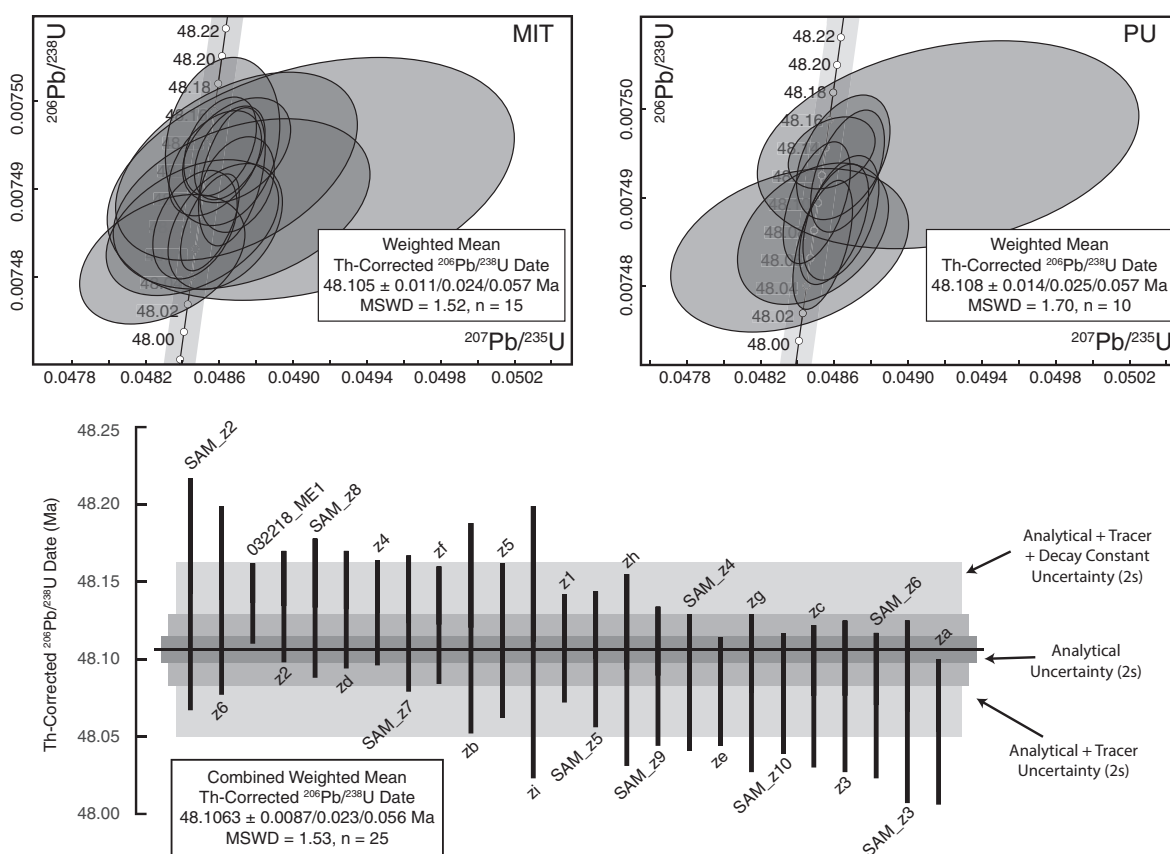 MIT
206Pb/238U
48.22
48.20
48.18
48.02
48.00
0.00750
0.00749
0.00748
Weighted Mean
Th-Corrected 206Pb/238U Date
48.105 ± 0.011/0.024/0.057 Ma
MSWD = 1.52, n = 15
207Pb/235U
0.0478
0.0482
0.0486
0.0490
0.0494
0.0498
0.0502
PU
206Pb/238U
48.22
48.20
48.18
48.16
48.04
48.02
48.00
0.00750
0.00749
0.00748
Weighted Mean
Th-Corrected 206Pb/238U Date
48.108 ± 0.014/0.025/0.057 Ma
MSWD = 1.70, n = 10
207Pb/235U
0.0478
0.0482
0.0486
0.0490
0.0494
0.0498
0.0502
Th-Corrected 206Pb/238U Date (Ma)
48.25
48.20
48.15
48.10
48.05
48.00
SAM_z2
z6
032218_ME1
z2
SAM_z8
zd
z4
SAM_z7
zf
zb
z5
zi
z1
SAM_z5
zh
SAM_z9
SAM_z4
ze
zg
SAM_z10
zc
z3
SAM_z6
SAM_z3
za
Analytical + Tracer
+ Decay Constant
Uncertainty (2s)
Analytical
Uncertainty (2s)
Analytical + Tracer
Uncertainty (2s)
Combined Weighted Mean
Th-Corrected 206Pb/238U Date
48.1063 ± 0.0087/0.023/0.056 Ma
MSWD = 1.53, n = 25